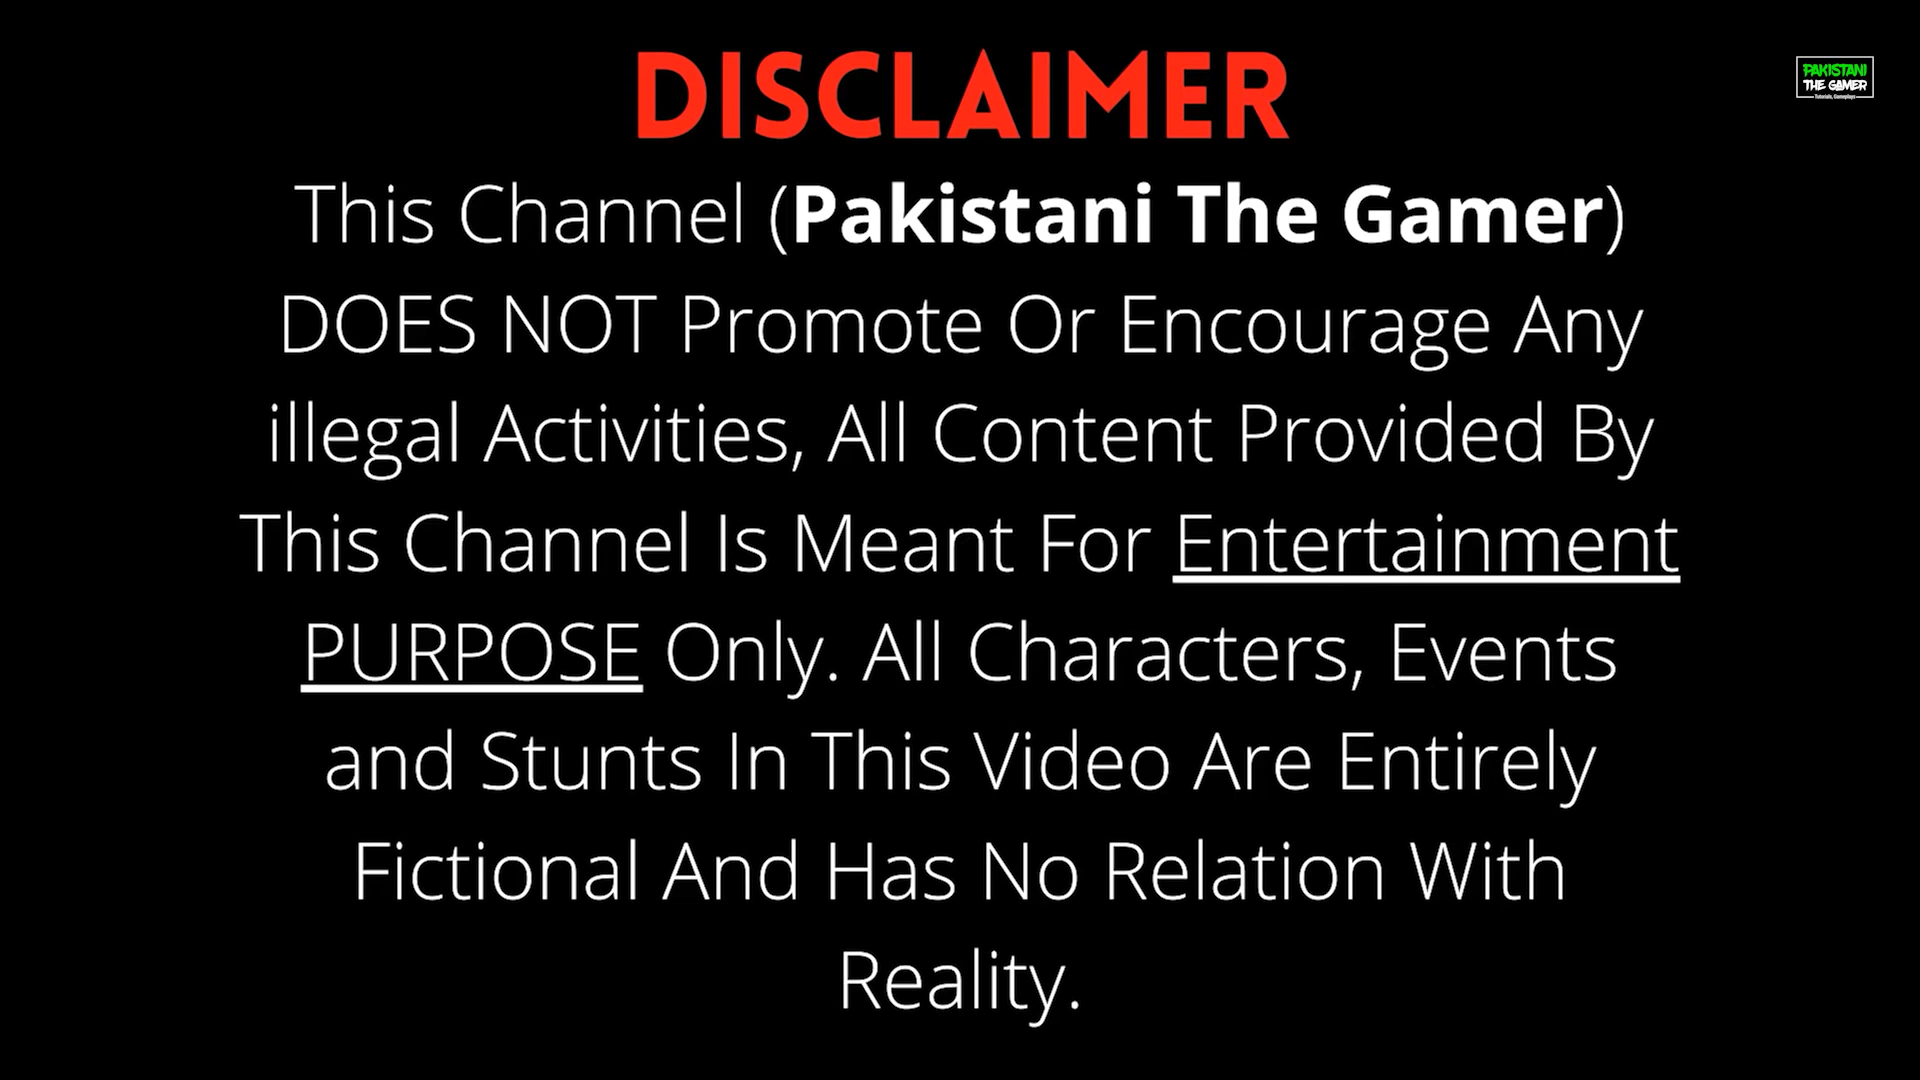 DISCLAIMER
PAKISTANI
THE GAMER
Tutorials, Gameplays
This Channel (Pakistani The Gamer)
DOES NOT Promote Or Encourage Any
illegal Activities, All Content Provided By
This Channel Is Meant For Entertainment
PURPOSE Only. All Characters, Events
and Stunts In This Video Are Entirely
Fictional And Has No Relation With
Reality.